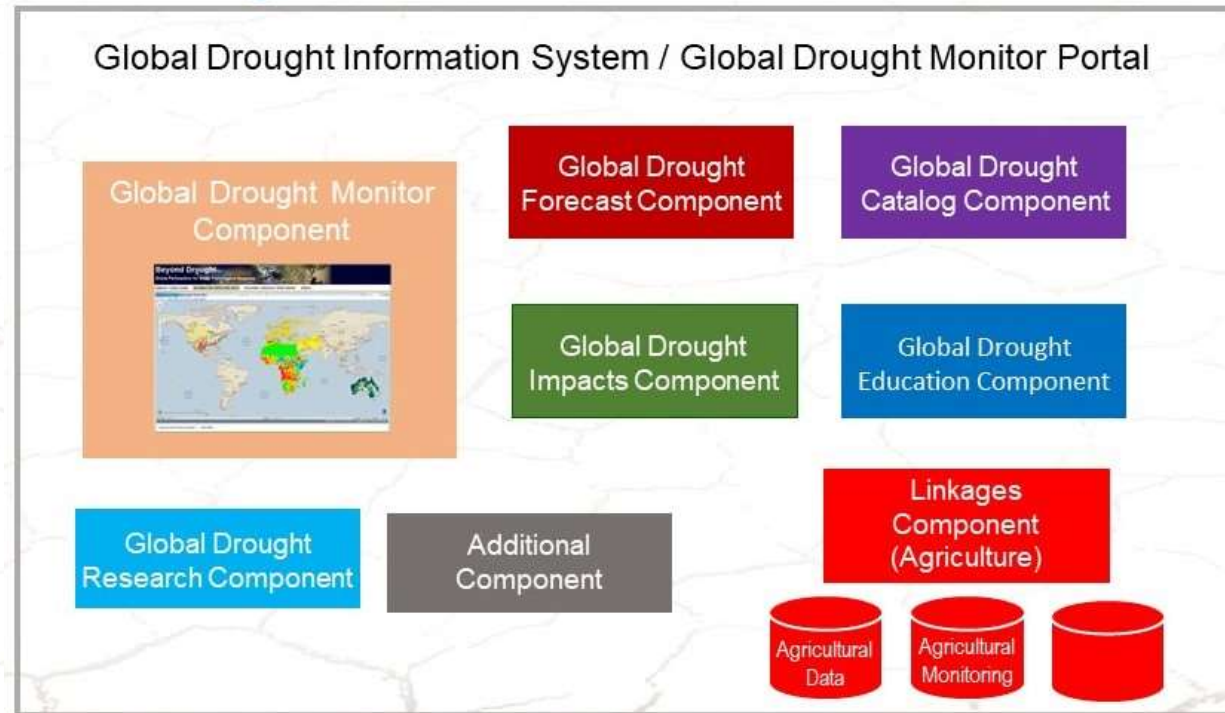 Global Drought Information System / Global Drought Monitor Portal
Global Drought Monitor
Component
Beyond Drought
Global Drought
Forecast Component
Global Drought
Catalog Component
Global Drought
Impacts Component
Global Drought
Education Component
Global Drought
Research Component
Additional
Component
Linkages
Component
(Agriculture)
Agricultural
Data
Agricultural
Monitoring